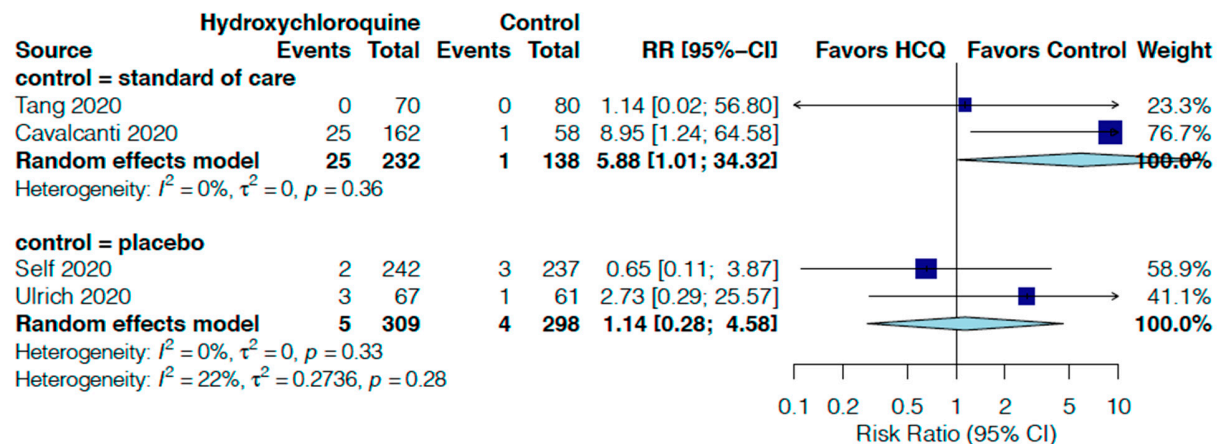 Hydroxychloroquine Control
Source Events Total Events Total RR [95%−CI] Favors HCQ Favors Control Weight
control = standard of care
Tang 2020 0 70 0 80 1.14 [0.02; 56.80] 23.3%
Cavalcanti 2020 25 162 1 58 8.95 [1.24; 64.58] 76.7%
Random effects model 25 232 1 138 5.88 [1.01; 34.32] 100.0%
Heterogeneity: I² = 0%, τ² = 0, p = 0.36
control = placebo
Self 2020 2 242 3 237 0.65 [0.11; 3.87] 58.9%
Ulrich 2020 3 67 1 61 2.73 [0.29; 25.57] 41.1%
Random effects model 5 309 4 298 1.14 [0.28; 4.58] 100.0%
Heterogeneity: I² = 0%, τ² = 0, p = 0.33
Heterogeneity: I² = 22%, τ² = 0.2736, p = 0.28
0.1 0.2 0.5 1 2 5 10
Risk Ratio (95% CI)